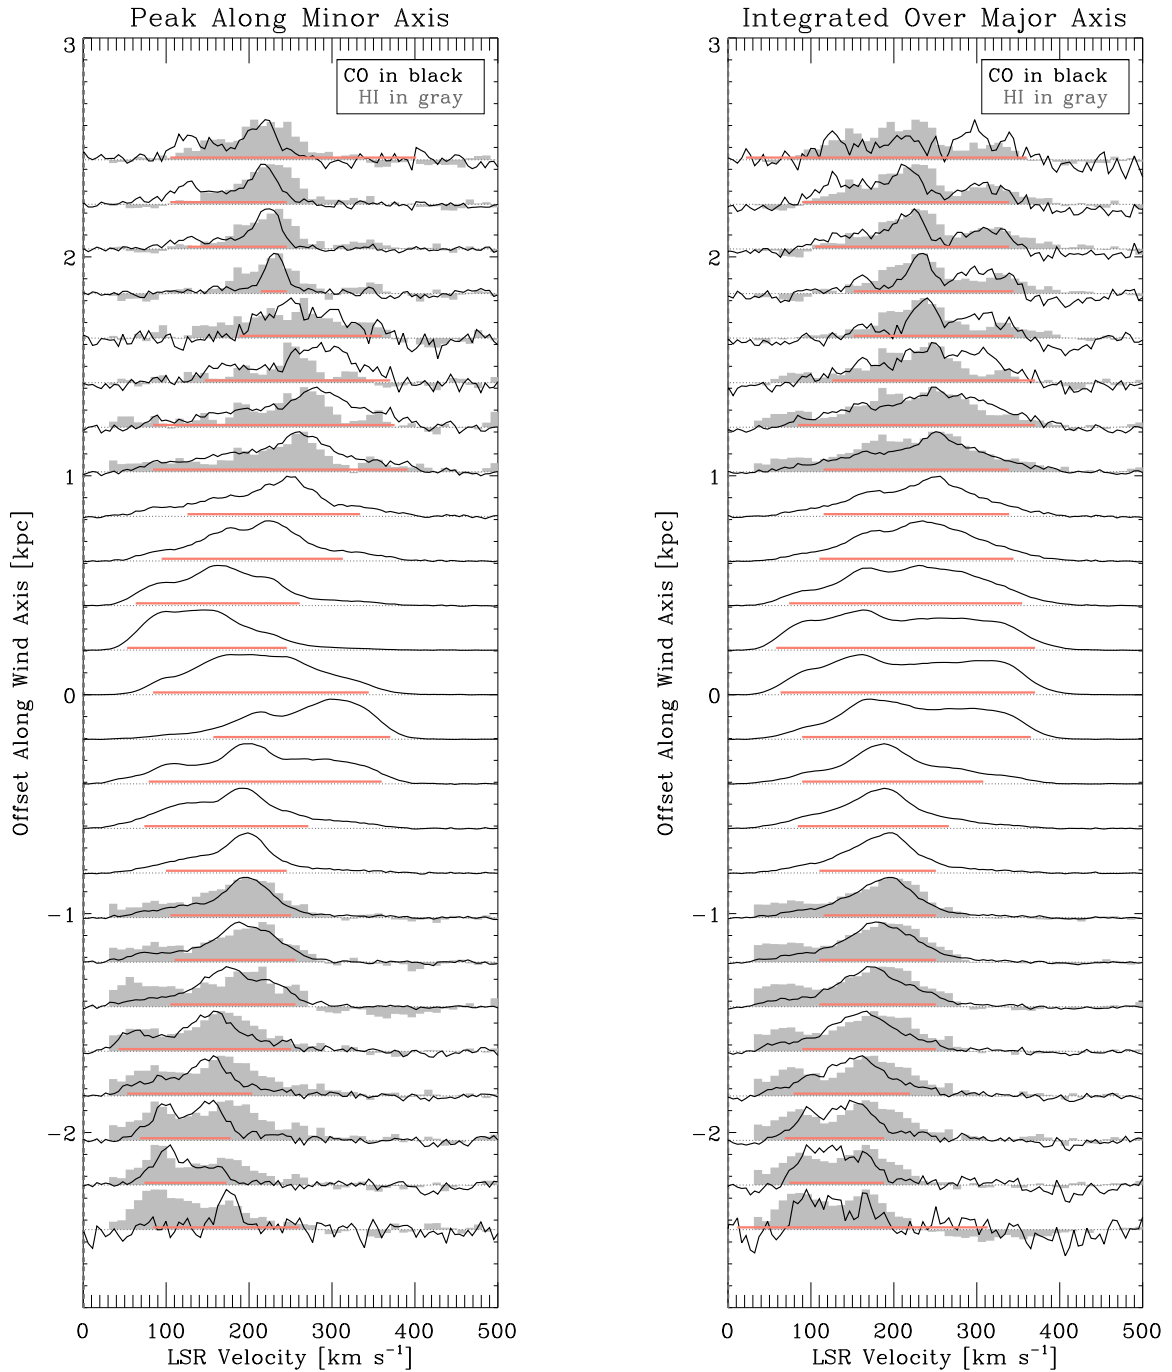 Peak Along Minor Axis
CO in black
HI in gray
3
2
1
0
−1
−2
Offset Along Wind Axis [kpc]
0 100 200 300 400 500
LSR Velocity [km s⁻¹]
Integrated Over Major Axis
CO in black
HI in gray
3
2
1
0
−1
−2
Offset Along Wind Axis [kpc]
0 100 200 300 400 500
LSR Velocity [km s⁻¹]